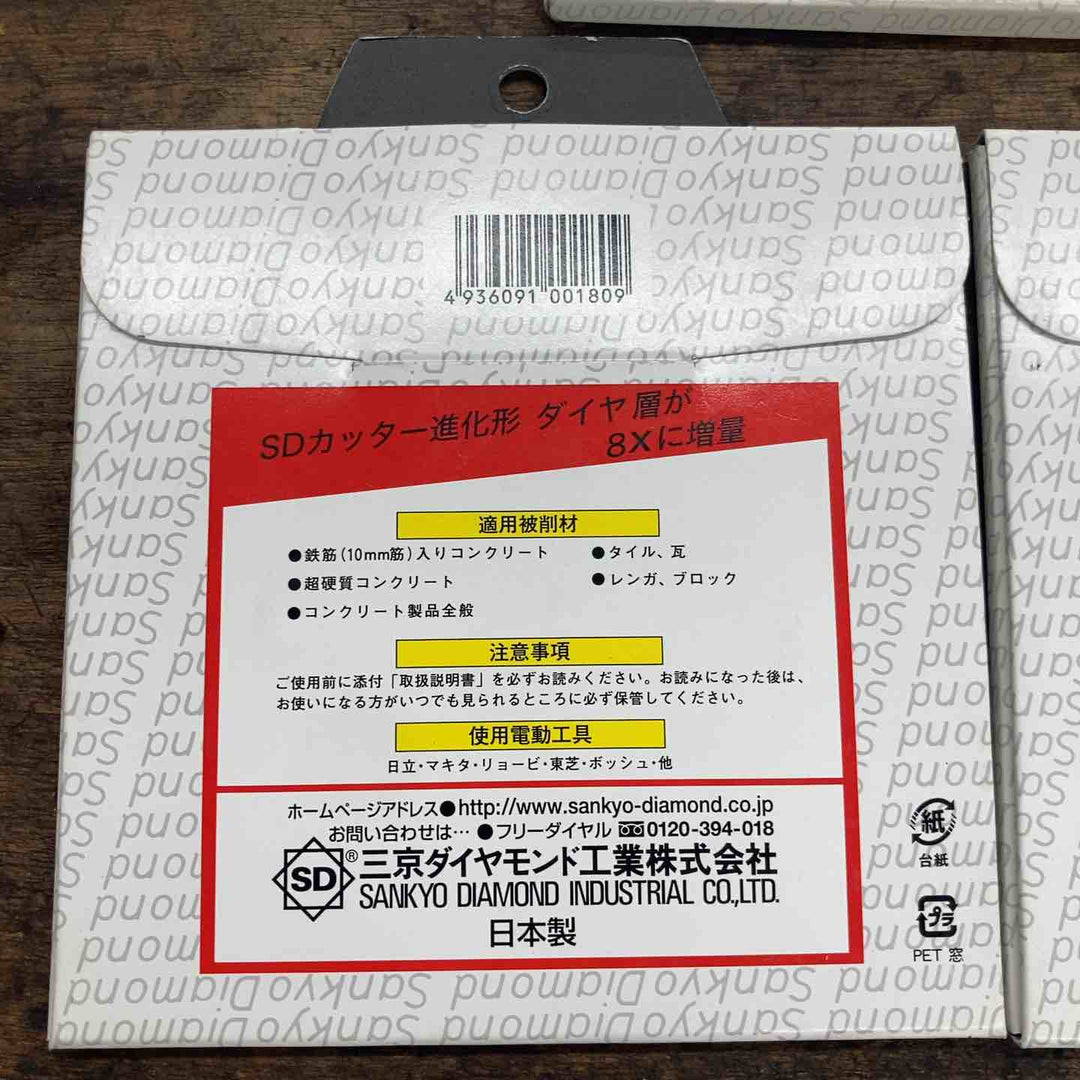 Sankyo Diamond
4 936091 001809
SDカッター進化形 ダイヤ層が
8Xに増量
適用被削材
●鉄筋(10mm筋)入りコンクリート
●超硬質コンクリート
●コンクリート製品全般
●タイル、瓦
●レンガ、ブロック
注意事項
ご使用前に添付「取扱説明書」を必ずお読みください。お読みになった後は、
お使いになる方がいつでも見られるところに必ず保管してください。
使用電動工具
日立・マキタ・リョービ・東芝・ボッシュ・他
ホームページアドレス●http://www.sankyo-diamond.co.jp
お問い合わせは… ●フリーダイヤル 0120-394-018
SD ® 三京ダイヤモンド工業株式会社
SANKYO DIAMOND INDUSTRIAL CO.,LTD.
日本製
紙
台紙
プラ
PET 窓